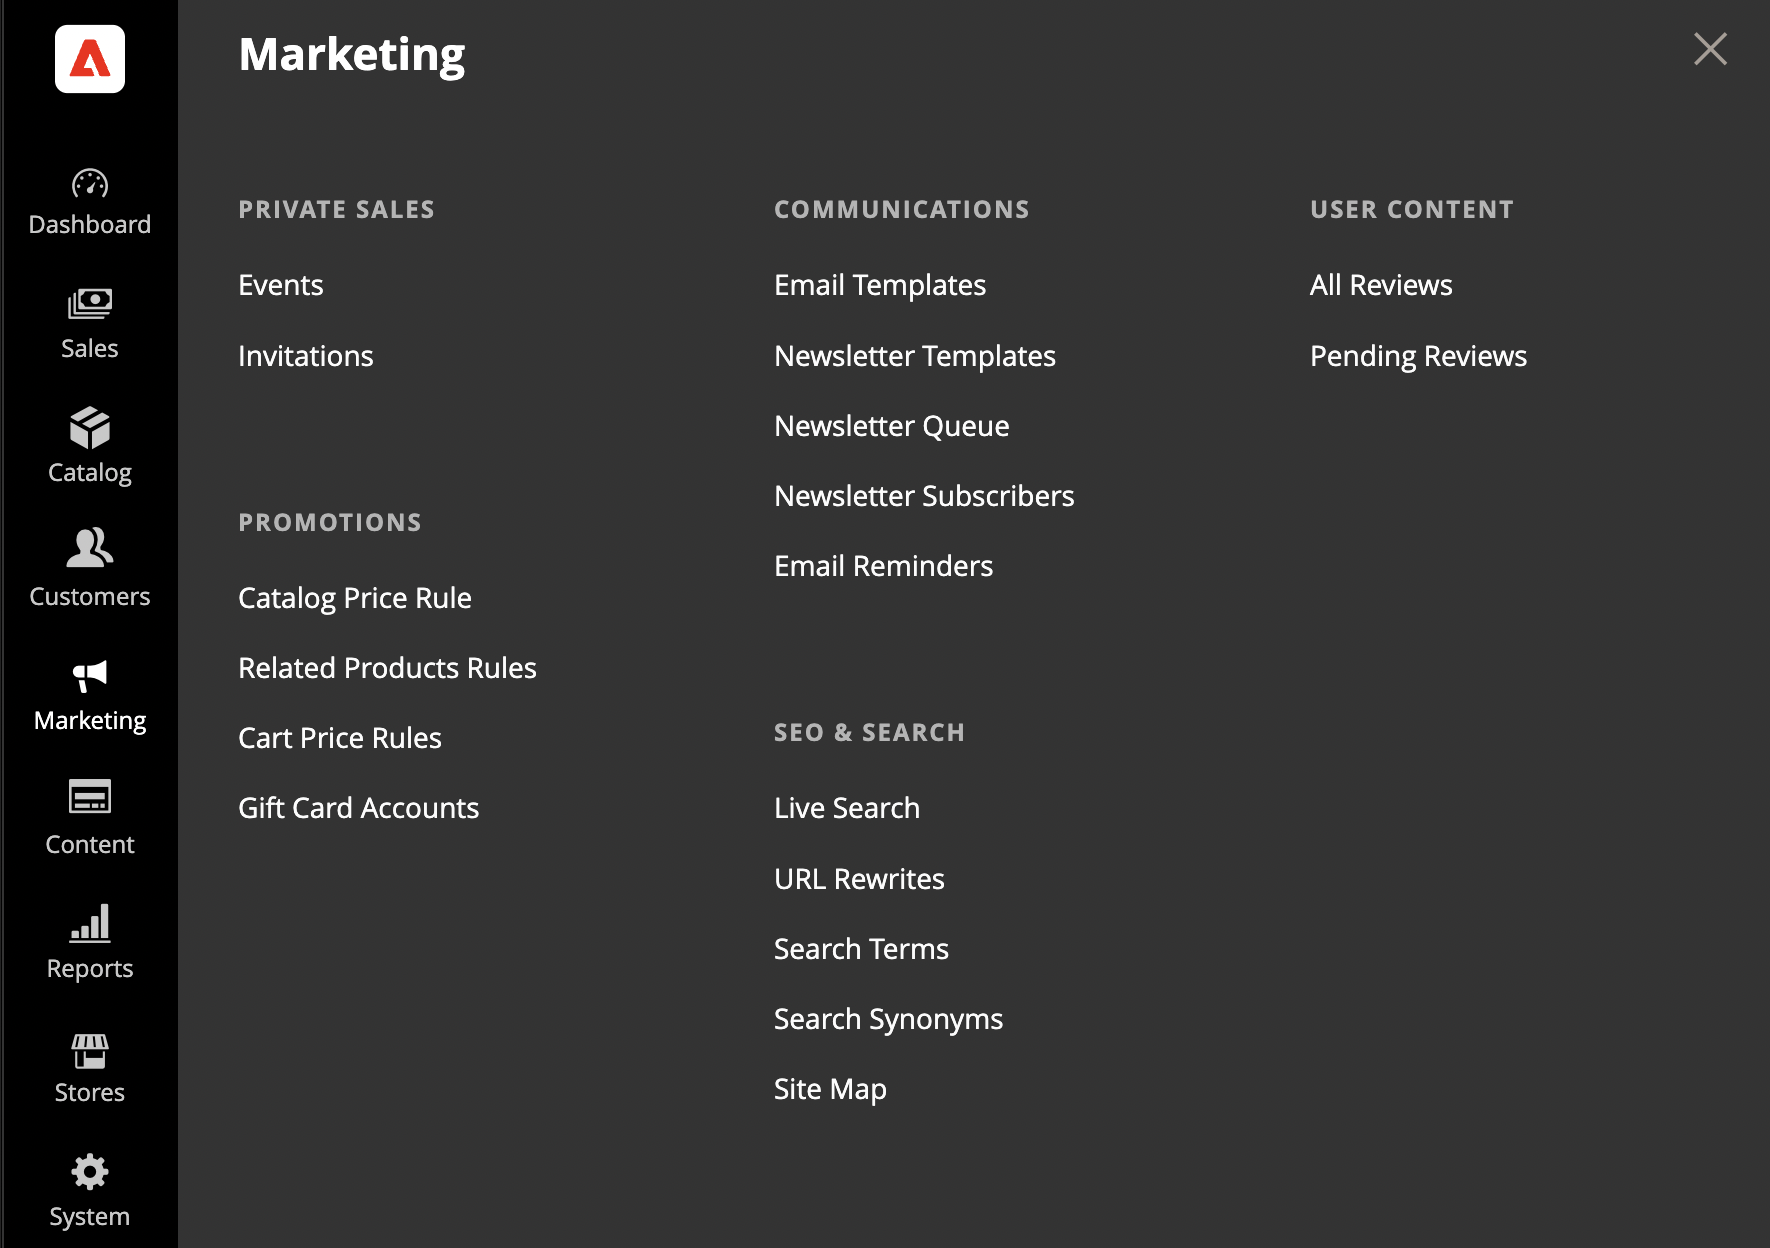 Dashboard
Sales
Catalog
Customers
Marketing
Content
Reports
Stores
System
Marketing
PRIVATE SALES
Events
Invitations
PROMOTIONS
Catalog Price Rule
Related Products Rules
Cart Price Rules
Gift Card Accounts
COMMUNICATIONS
Email Templates
Newsletter Templates
Newsletter Queue
Newsletter Subscribers
Email Reminders
SEO & SEARCH
Live Search
URL Rewrites
Search Terms
Search Synonyms
Site Map
USER CONTENT
All Reviews
Pending Reviews